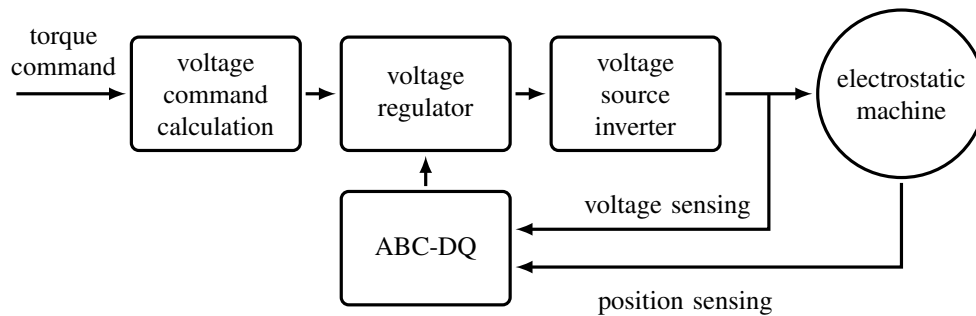 torque
command
voltage
command
calculation
voltage
regulator
voltage
source
inverter
electrostatic
machine
ABC-DQ
voltage sensing
position sensing